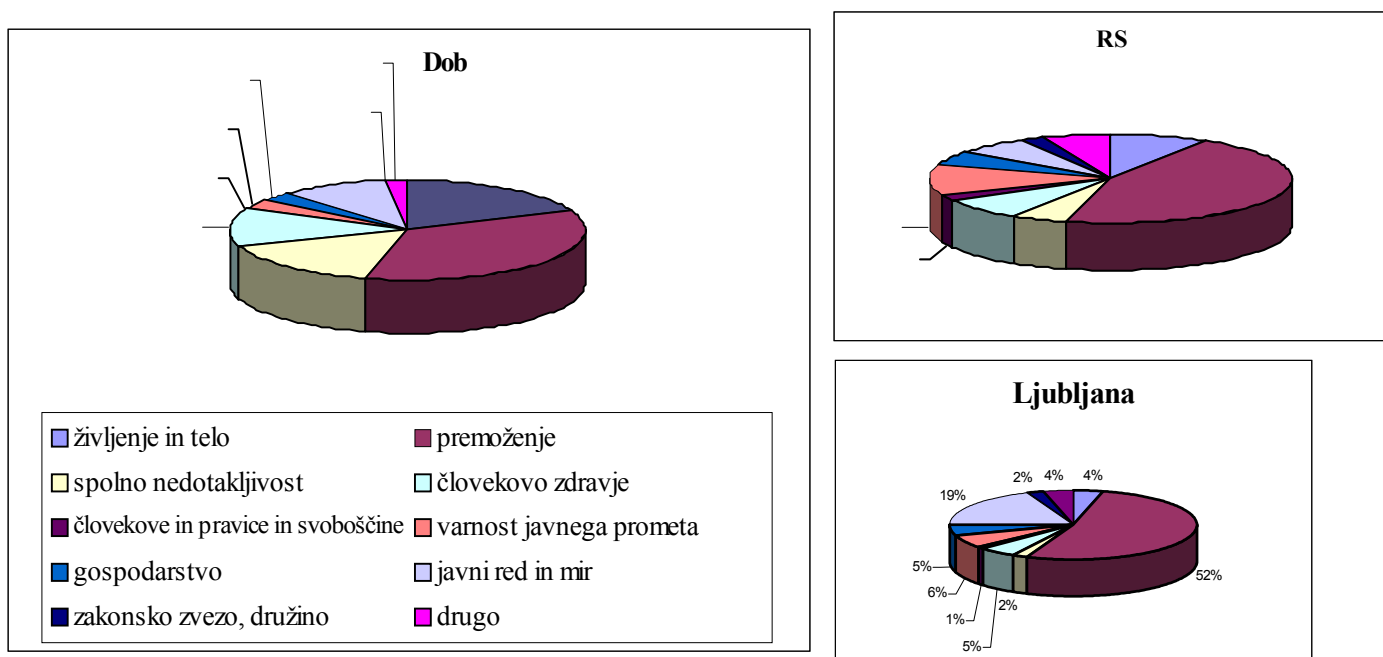 Dob
življenje in telo
premoženje
spolno nedotakljivost
človekovo zdravje
človekove in pravice in svoboščine
varnost javnega prometa
gospodarstvo
javni red in mir
zakonsko zvezo, družino
drugo
RS
Ljubljana
2%
4%
4%
19%
5%
52%
6%
1%
2%
5%